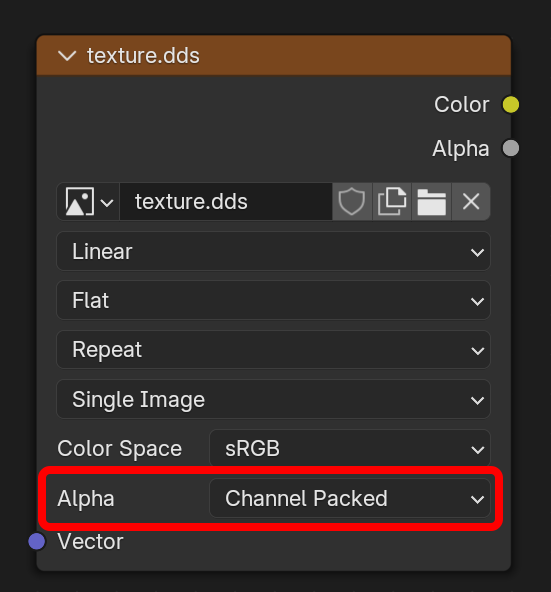 texture.dds
Color
Alpha
texture.dds
Linear
Flat
Repeat
Single Image
Color Space sRGB
Alpha Channel Packed
Vector